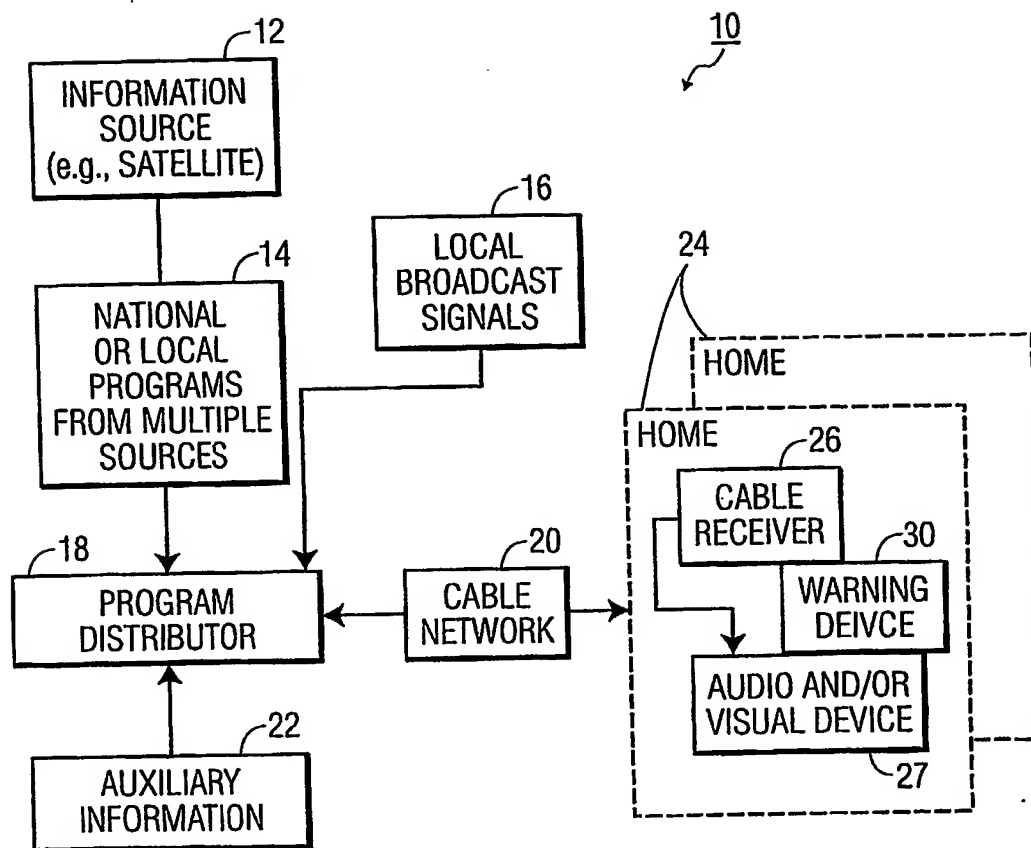 10
12
INFORMATION
SOURCE
(e.g., SATELLITE)
14
NATIONAL
OR LOCAL
PROGRAMS
FROM MULTIPLE
SOURCES
16
LOCAL
BROADCAST
SIGNALS
18
PROGRAM
DISTRIBUTOR
20
CABLE
NETWORK
22
AUXILIARY
INFORMATION
24
HOME
HOME
26
CABLE
RECEIVER
30
WARNING
DEIVCE
AUDIO AND/OR
VISUAL DEVICE
27